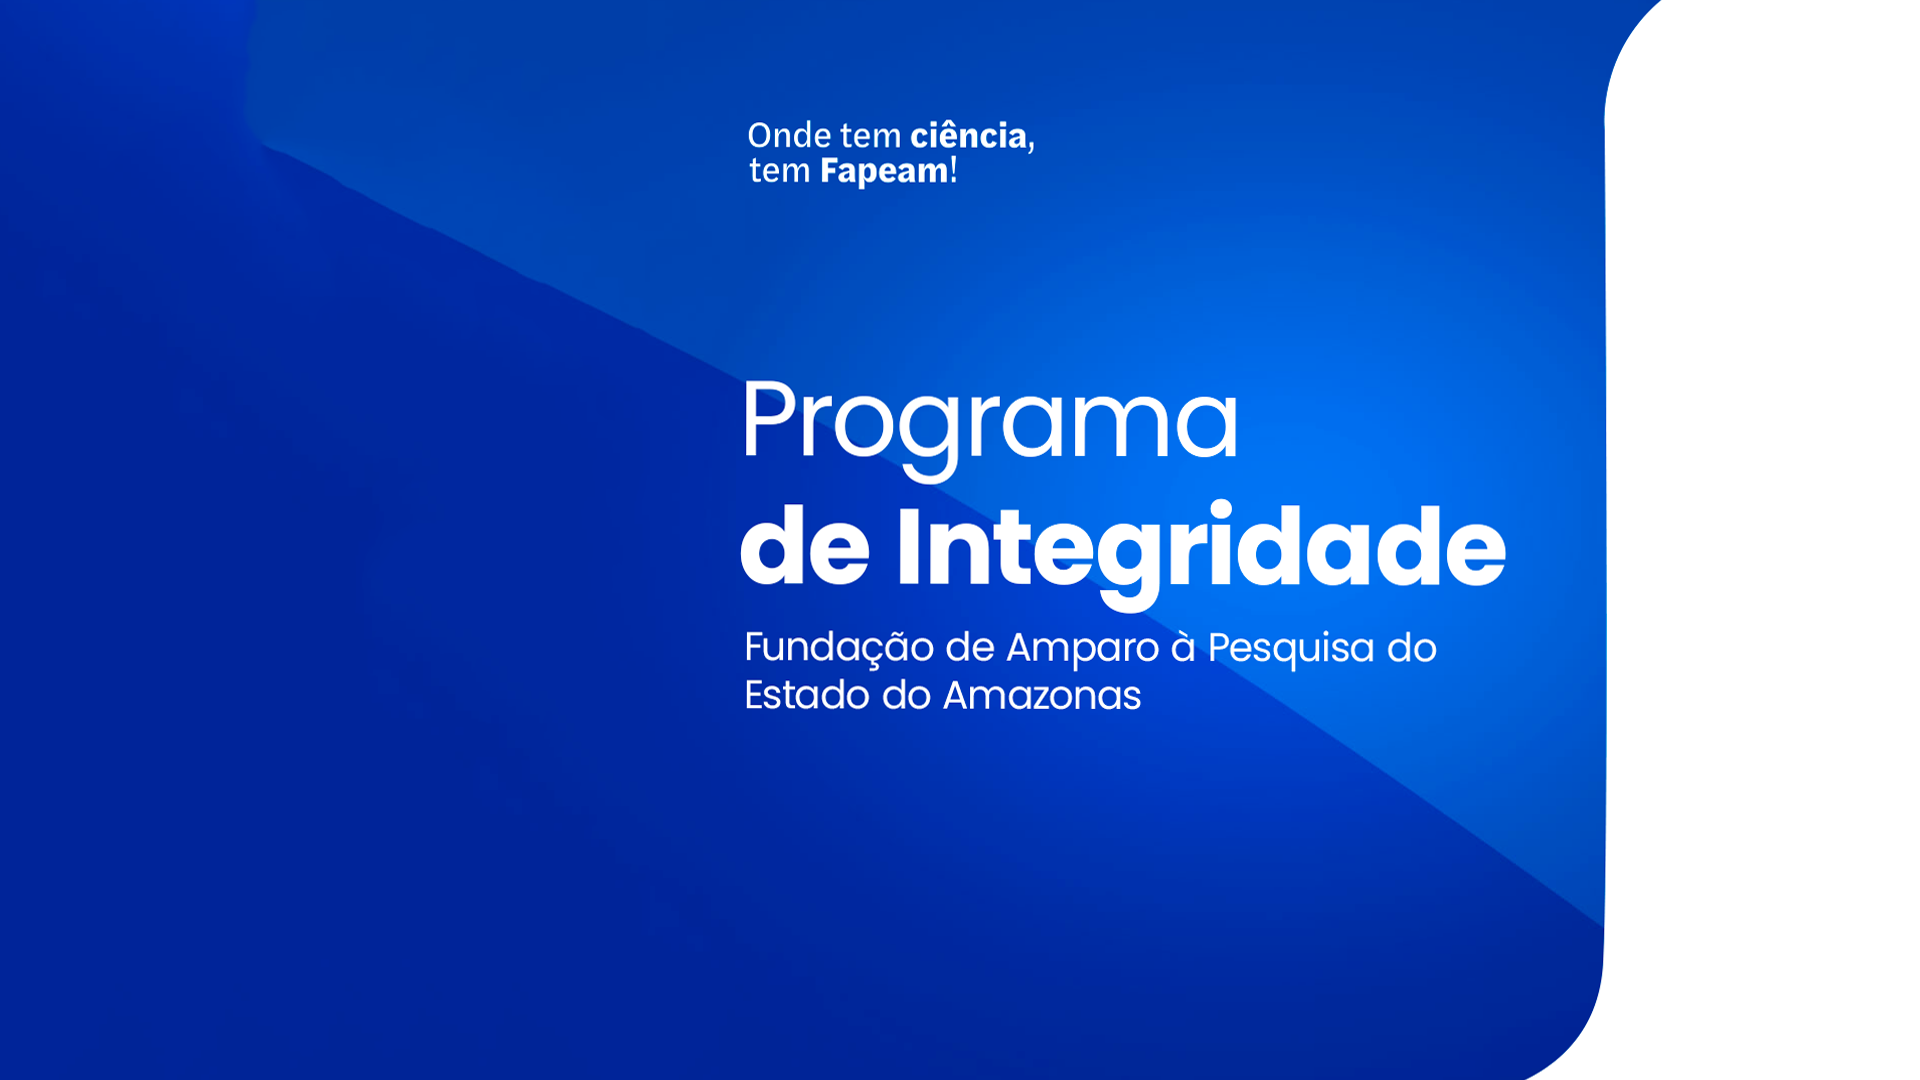 Onde tem ciência,
tem Fapeam!
Programa
de Integridade
Fundação de Amparo à Pesquisa do
Estado do Amazonas